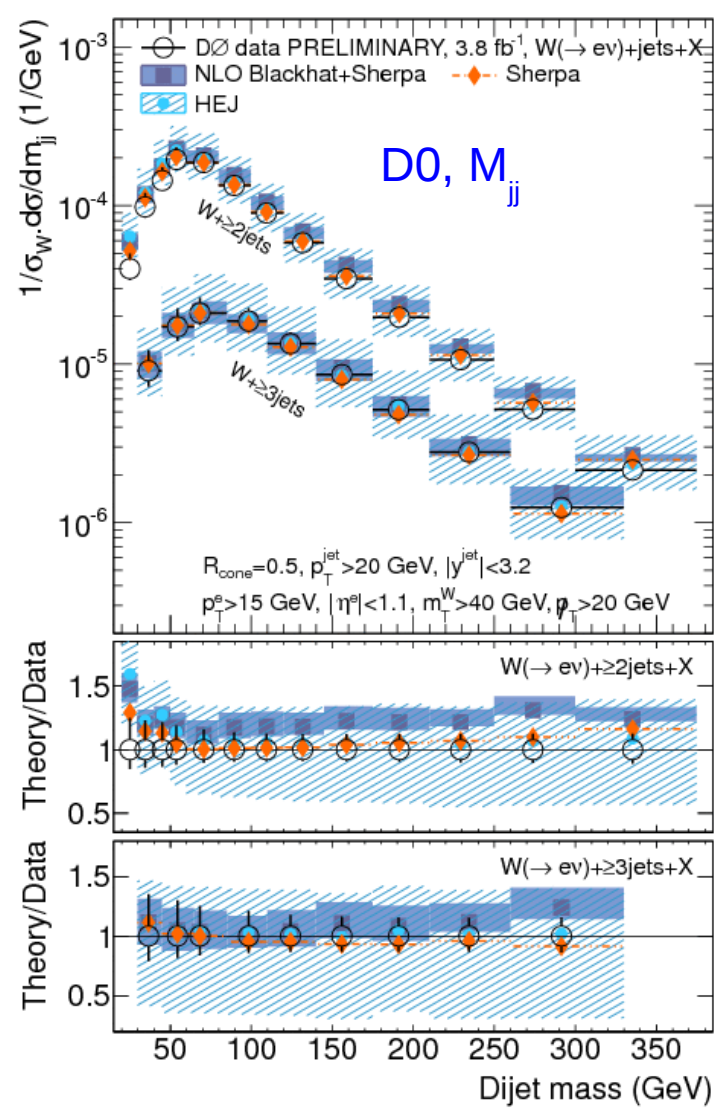 10⁻³
DØ data PRELIMINARY, 3.8 fb⁻¹, W(→ eν)+jets+X
NLO Blackhat+Sherpa
Sherpa
HEJ
D0, M_jj
1/σ_W.dσ/dm_jj (1/GeV)
10⁻⁴
W+≥2jets
10⁻⁵
W+≥3jets
10⁻⁶
R_cone=0.5, p_T^jet>20 GeV, |y^jet|<3.2
p_T^e>15 GeV, |η^e|<1.1, m_T^W>40 GeV, p̸_T>20 GeV
W(→ eν)+≥2jets+X
Theory/Data
1.5
1
0.5
W(→ eν)+≥3jets+X
Theory/Data
1.5
1
0.5
50 100 150 200 250 300 350
Dijet mass (GeV)